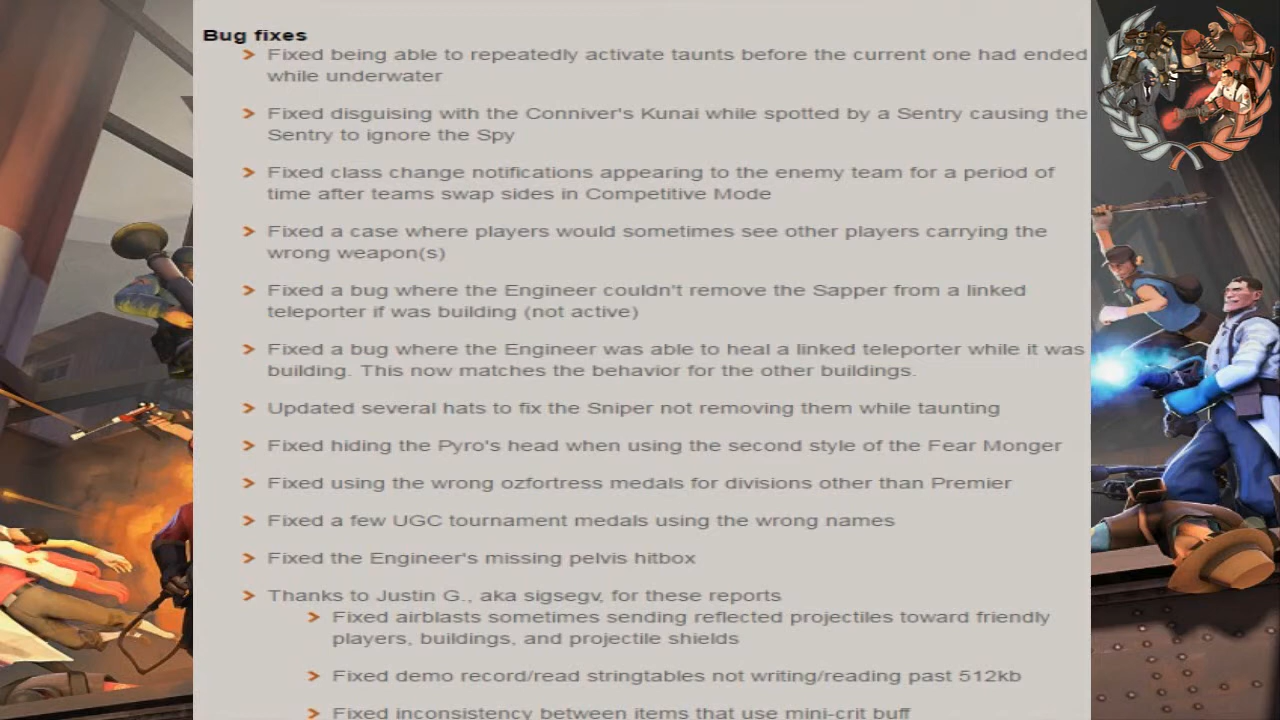 Bug fixes
Fixed being able to repeatedly activate taunts before the current one had ended
while underwater
Fixed disguising with the Conniver's Kunai while spotted by a Sentry causing the
Sentry to ignore the Spy
Fixed class change notifications appearing to the enemy team for a period of
time after teams swap sides in Competitive Mode
Fixed a case where players would sometimes see other players carrying the
wrong weapon(s)
Fixed a bug where the Engineer couldn't remove the Sapper from a linked
teleporter if was building (not active)
Fixed a bug where the Engineer was able to heal a linked teleporter while it was
building. This now matches the behavior for the other buildings.
Updated several hats to fix the Sniper not removing them while taunting
Fixed hiding the Pyro's head when using the second style of the Fear Monger
Fixed using the wrong ozfortress medals for divisions other than Premier
Fixed a few UGC tournament medals using the wrong names
Fixed the Engineer's missing pelvis hitbox
Thanks to Justin G., aka sigsegv, for these reports
Fixed airblasts sometimes sending reflected projectiles toward friendly
players, buildings, and projectile shields
Fixed demo record/read stringtables not writing/reading past 512kb
Fixed inconsistency between items that use mini-crit buff